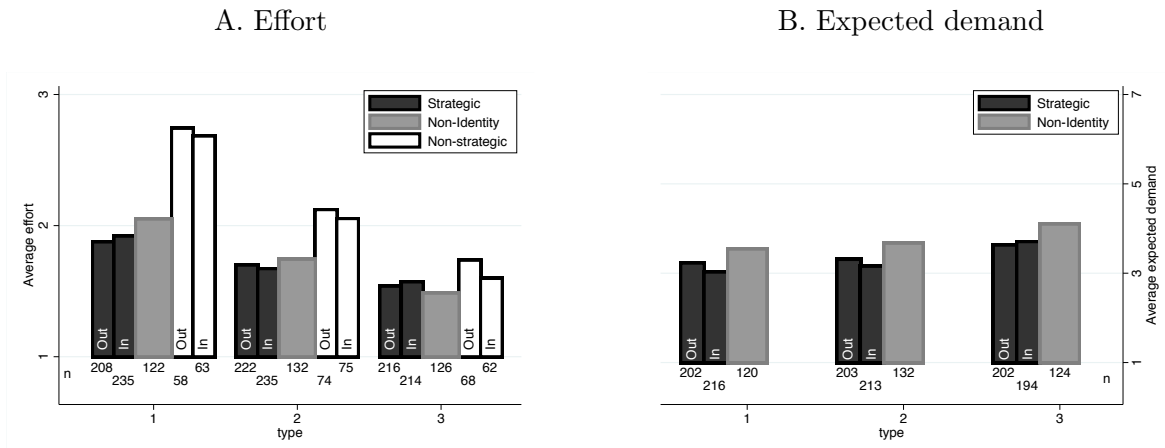 A. Effort
3
2
1
Average effort
Strategic
Non-Identity
Non-strategic
Out In Out In
Out In Out In
Out In Out In
n 208 122 63 222 132 75 216 126 62
235 58 235 74 214 68
1 2 3
type
B. Expected demand
Strategic
Non-Identity
7
5
3
1
Average expected demand
Out In
Out In
Out In
202 120 203 132 202 124 n
216 213 194
1 2 3
type